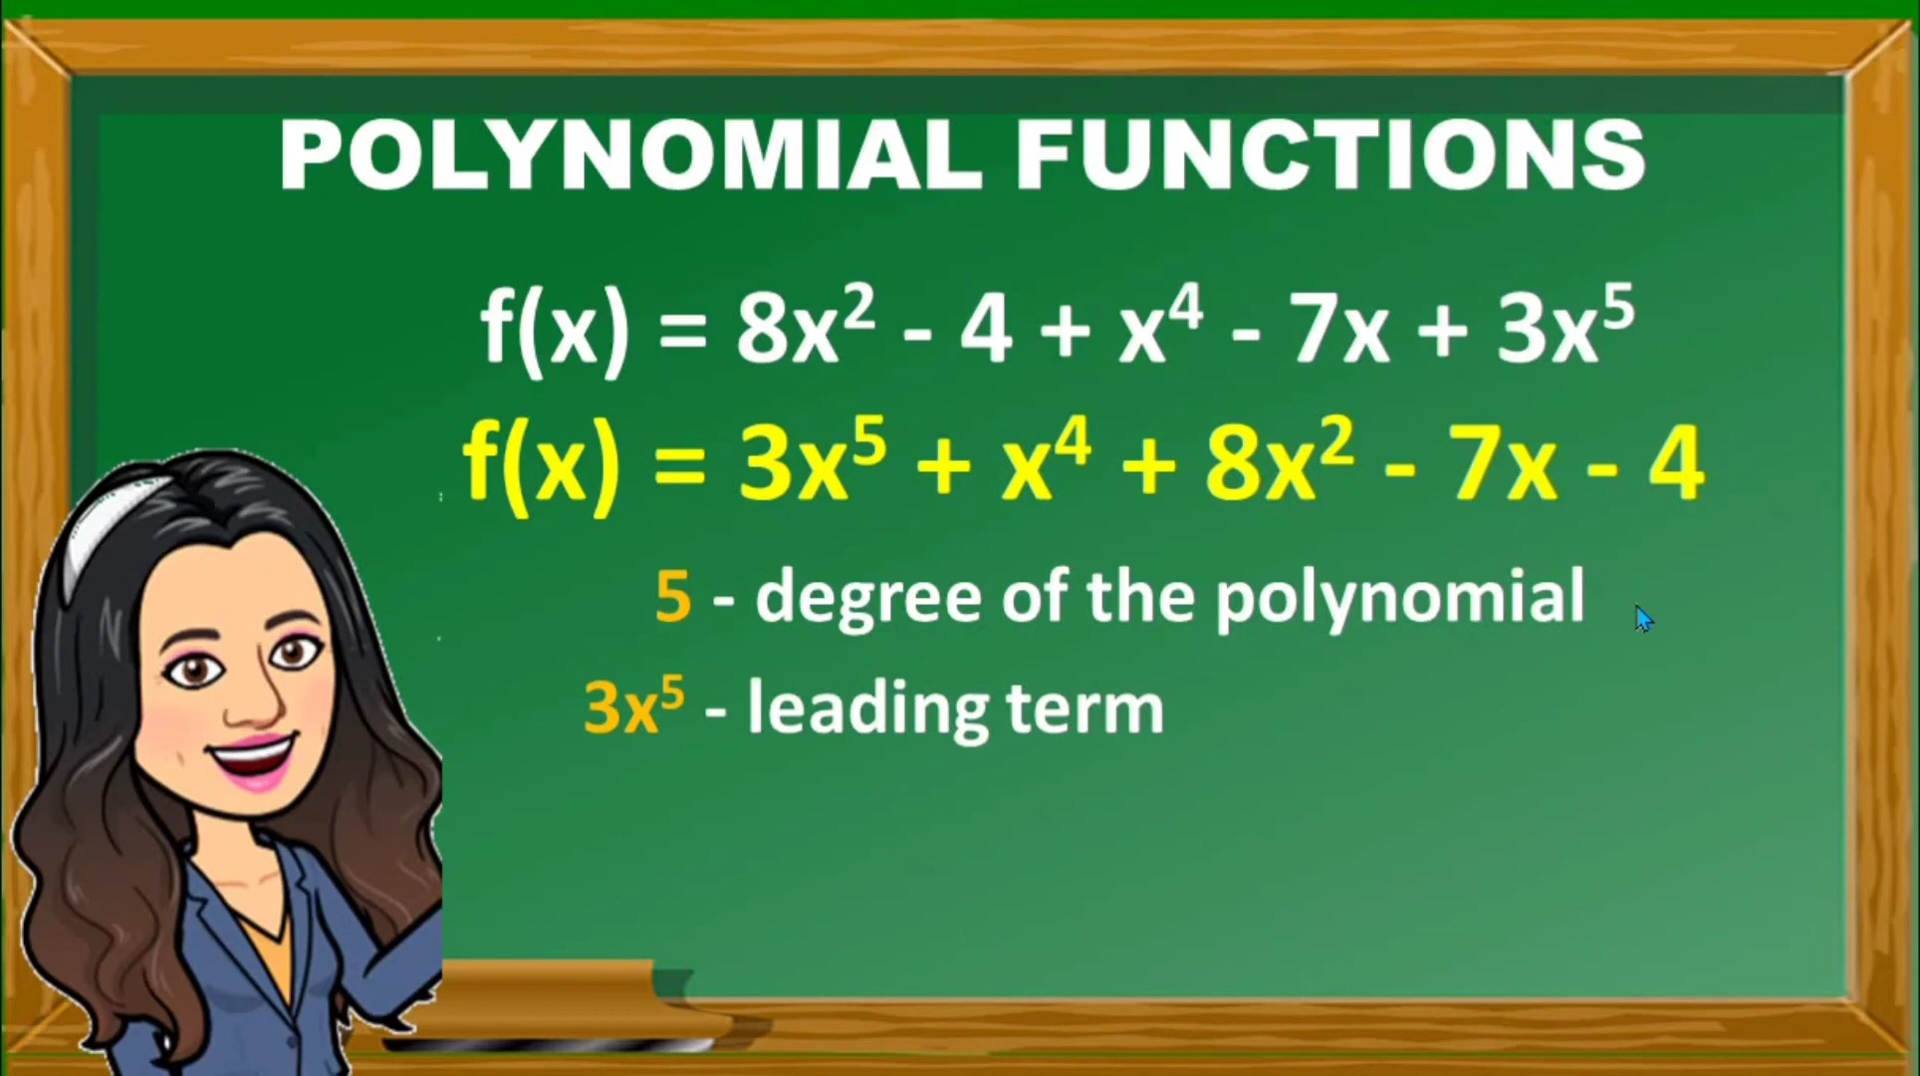 POLYNOMIAL FUNCTIONS
f(x) = 8x² - 4 + x⁴ - 7x + 3x⁵
f(x) = 3x⁵ + x⁴ + 8x² - 7x - 4
5 - degree of the polynomial
3x⁵ - leading term